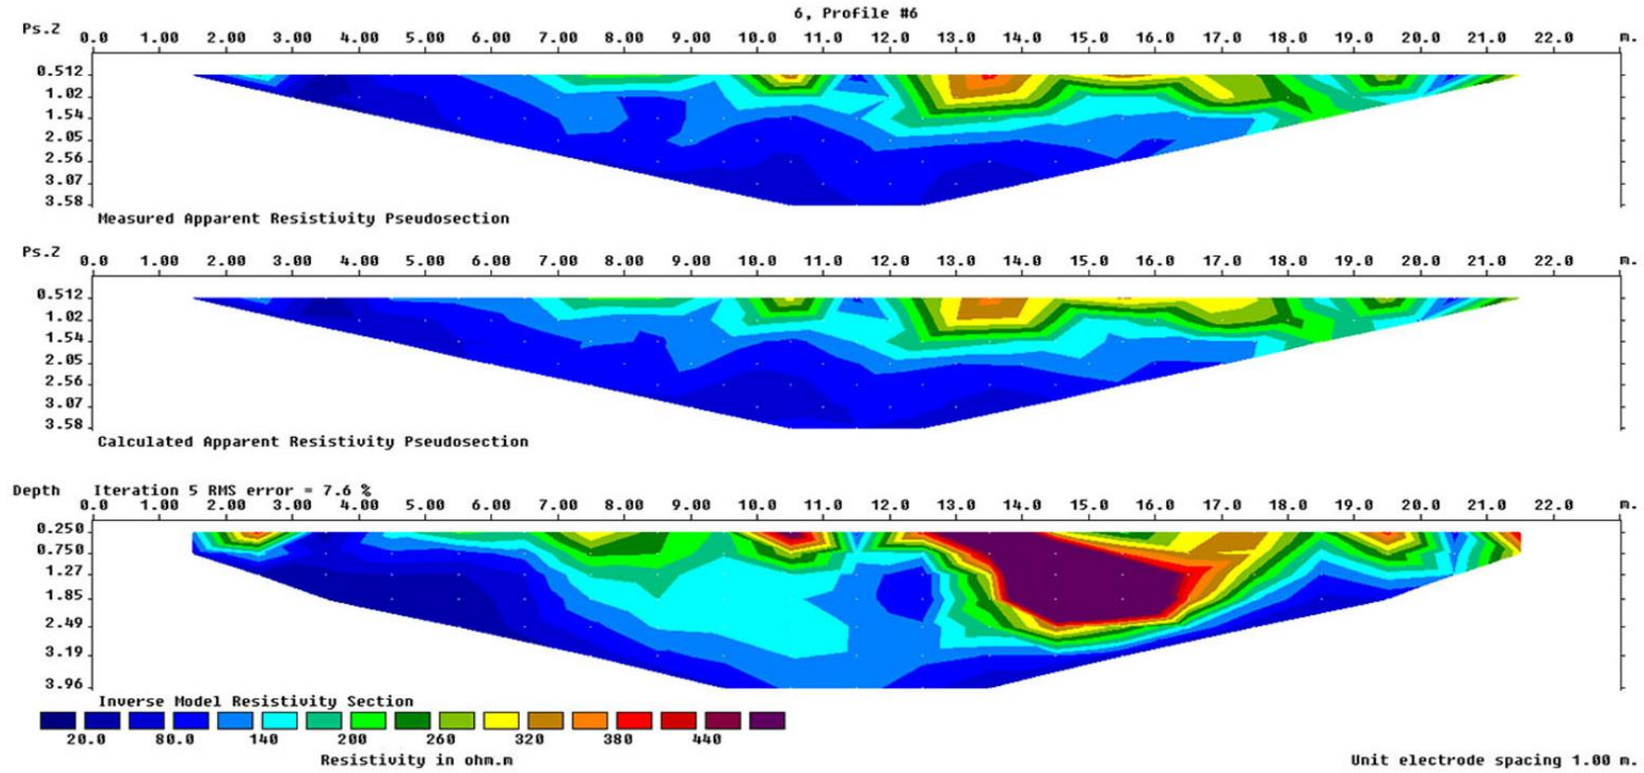 6, Profile #6
Ps.Z 0.0 1.00 2.00 3.00 4.00 5.00 6.00 7.00 8.00 9.00 10.0 11.0 12.0 13.0 14.0 15.0 16.0 17.0 18.0 19.0 20.0 21.0 22.0 m.
0.512
1.02
1.54
2.05
2.56
3.07
3.58
Measured Apparent Resistivity Pseudosection
Ps.Z 0.0 1.00 2.00 3.00 4.00 5.00 6.00 7.00 8.00 9.00 10.0 11.0 12.0 13.0 14.0 15.0 16.0 17.0 18.0 19.0 20.0 21.0 22.0 m.
0.512
1.02
1.54
2.05
2.56
3.07
3.58
Calculated Apparent Resistivity Pseudosection
Depth Iteration 5 RMS error = 7.6 %
0.0 1.00 2.00 3.00 4.00 5.00 6.00 7.00 8.00 9.00 10.0 11.0 12.0 13.0 14.0 15.0 16.0 17.0 18.0 19.0 20.0 21.0 22.0 m.
0.250
0.750
1.27
1.85
2.49
3.19
3.96
Inverse Model Resistivity Section
20.0 80.0 140 200 260 320 380 440
Resistivity in ohm.m Unit electrode spacing 1.00 m.